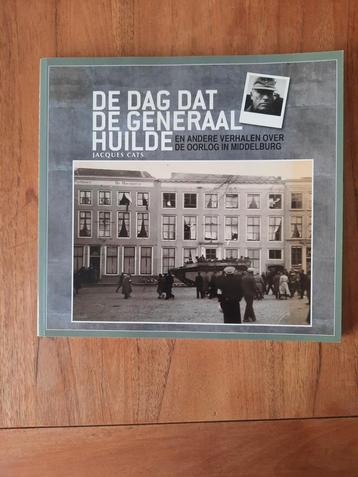 DE DAG DAT
DE GENERAAL
HUILDE
EN ANDERE VERHALEN OVER
DE OORLOG IN MIDDELBURG
JACQUES CATS